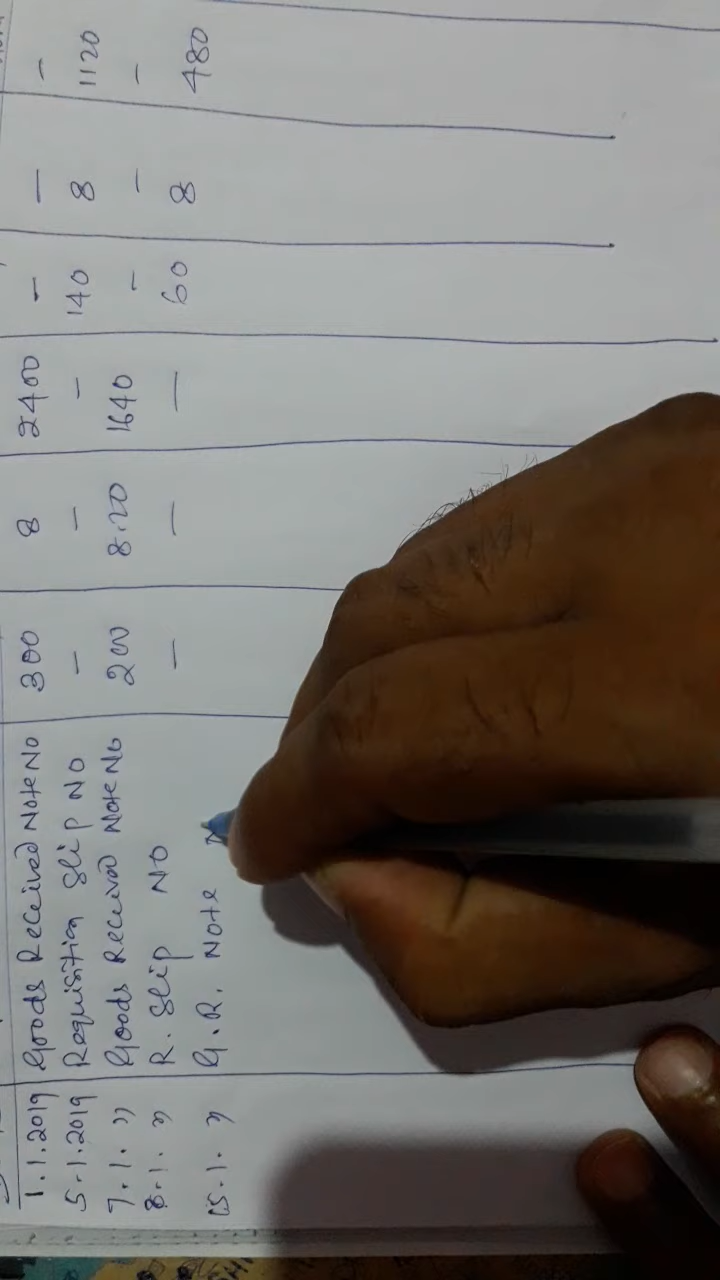 1.1.2019 Goods Received Note No 300 8 2400 - - -
5.1.2019 Requisition Slip No - - - 140 8 1120
7.1. " Goods Received Note No 200 8.20 1640 - - -
8.1. " R. Slip No - - - 60 8 480
15.1. " G.R. Note